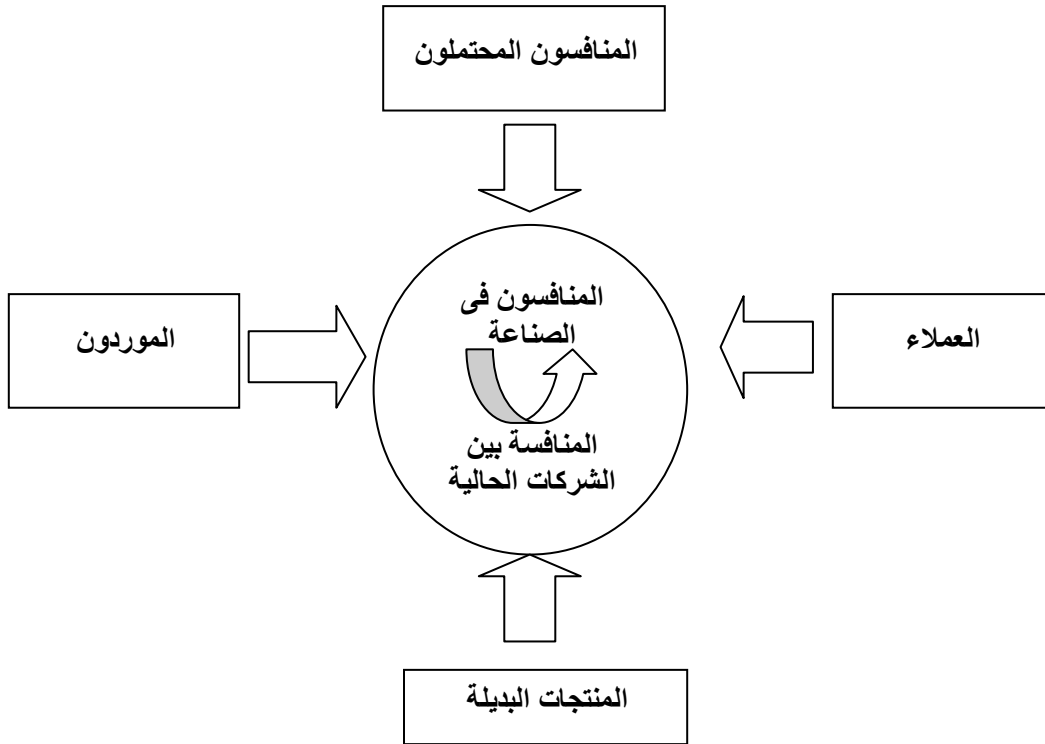 المنافسون المحتملون
المنافسون فى
الصناعة
العملاء
الموردون
المنافسة بين
الشركات الحالية
المنتجات البديلة